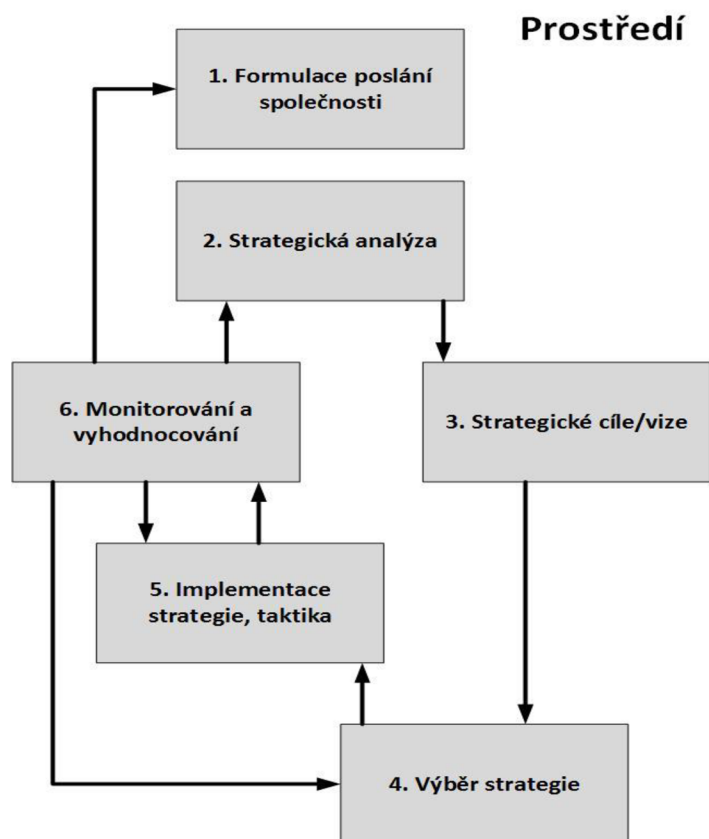 Prostředí
1. Formulace poslání
společnosti
2. Strategická analýza
6. Monitorování a
vyhodnocování
3. Strategické cíle/vize
5. Implementace
strategie, taktika
4. Výběr strategie